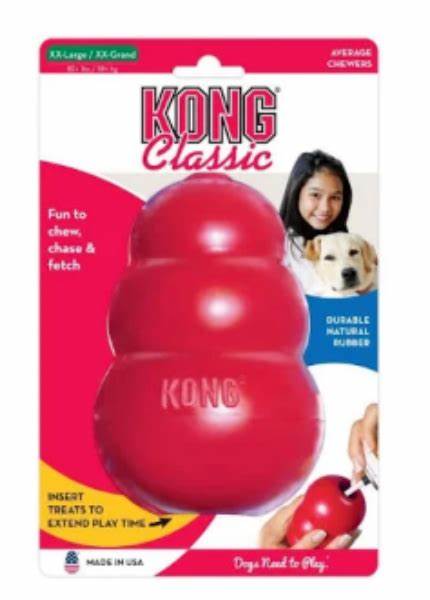 XX-Large / XX-Grand
AVERAGE
CHEWERS
KONG®
Classic
Fun to
chew,
chase &
fetch
DURABLE
NATURAL
RUBBER
KONG
INSERT
TREATS TO
EXTEND PLAY TIME
MADE IN USA
Dogs Need to Play.